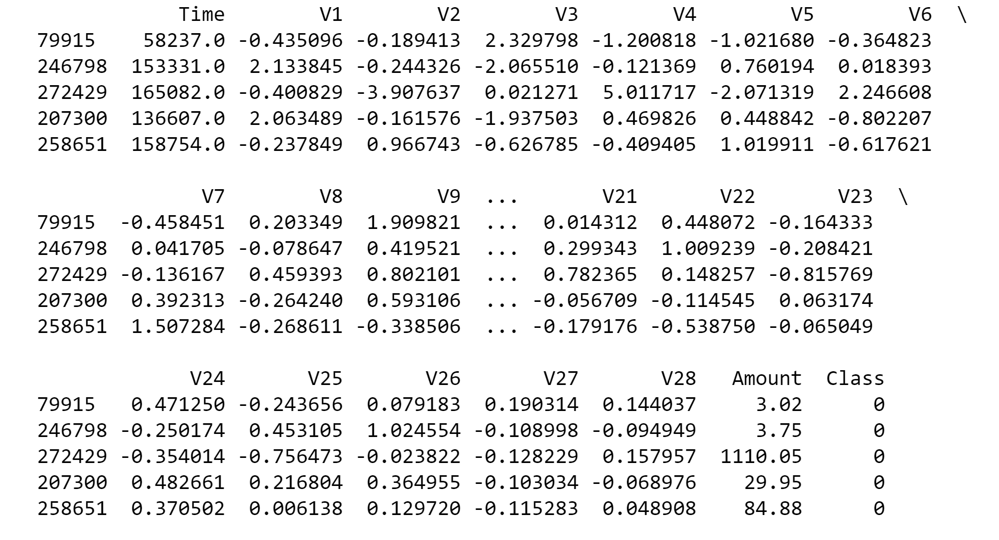 Time V1 V2 V3 V4 V5 V6 \
79915 58237.0 -0.435096 -0.189413 2.329798 -1.200818 -1.021680 -0.364823
246798 153331.0 2.133845 -0.244326 -2.065510 -0.121369 0.760194 0.018393
272429 165082.0 -0.400829 -3.907637 0.021271 5.011717 -2.071319 2.246608
207300 136607.0 2.063489 -0.161576 -1.937503 0.469826 0.448842 -0.802207
258651 158754.0 -0.237849 0.966743 -0.626785 -0.409405 1.019911 -0.617621
V7 V8 V9 ... V21 V22 V23 \
79915 -0.458451 0.203349 1.909821 ... 0.014312 0.448072 -0.164333
246798 0.041705 -0.078647 0.419521 ... 0.299343 1.009239 -0.208421
272429 -0.136167 0.459393 0.802101 ... 0.782365 0.148257 -0.815769
207300 0.392313 -0.264240 0.593106 ... -0.056709 -0.114545 0.063174
258651 1.507284 -0.268611 -0.338506 ... -0.179176 -0.538750 -0.065049
V24 V25 V26 V27 V28 Amount Class
79915 0.471250 -0.243656 0.079183 0.190314 0.144037 3.02 0
246798 -0.250174 0.453105 1.024554 -0.108998 -0.094949 3.75 0
272429 -0.354014 -0.756473 -0.023822 -0.128229 0.157957 1110.05 0
207300 0.482661 0.216804 0.364955 -0.103034 -0.068976 29.95 0
258651 0.370502 0.006138 0.129720 -0.115283 0.048908 84.88 0